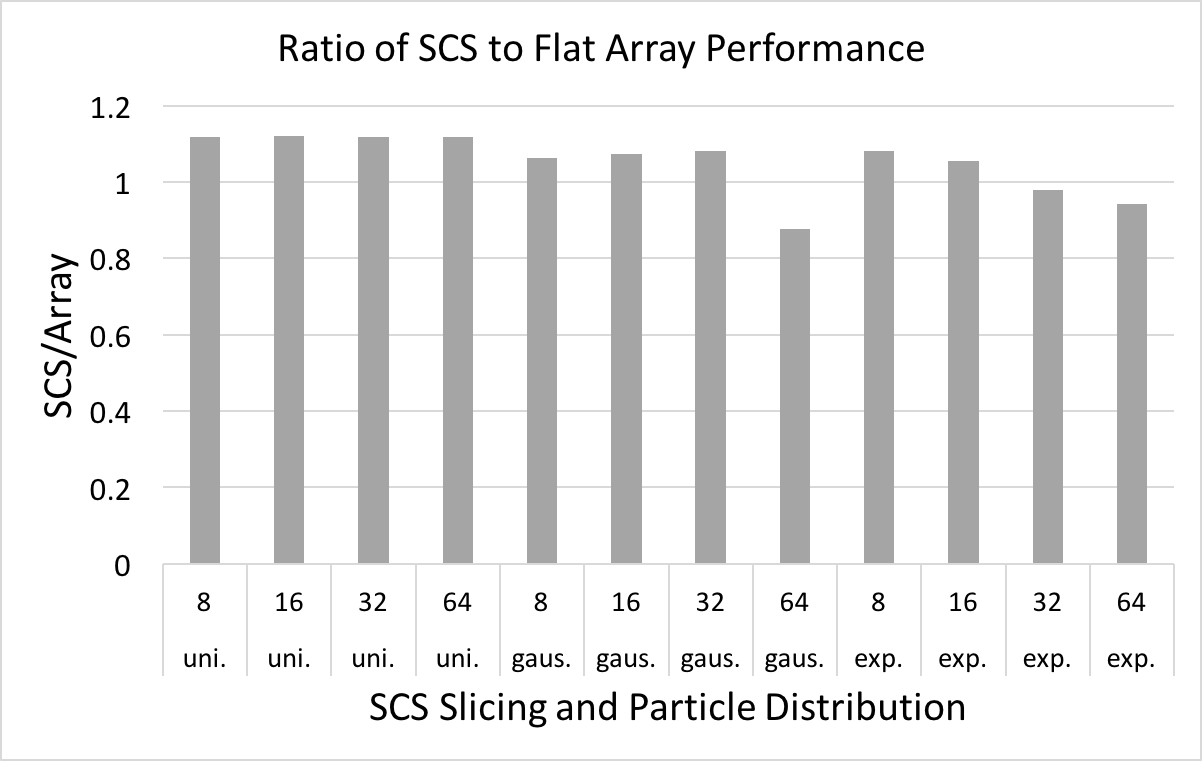 Ratio of SCS to Flat Array Performance
SCS/Array
1.2
1
0.8
0.6
0.4
0.2
0
8 16 32 64 8 16 32 64 8 16 32 64
uni. uni. uni. uni. gaus. gaus. gaus. gaus. exp. exp. exp. exp.
SCS Slicing and Particle Distribution